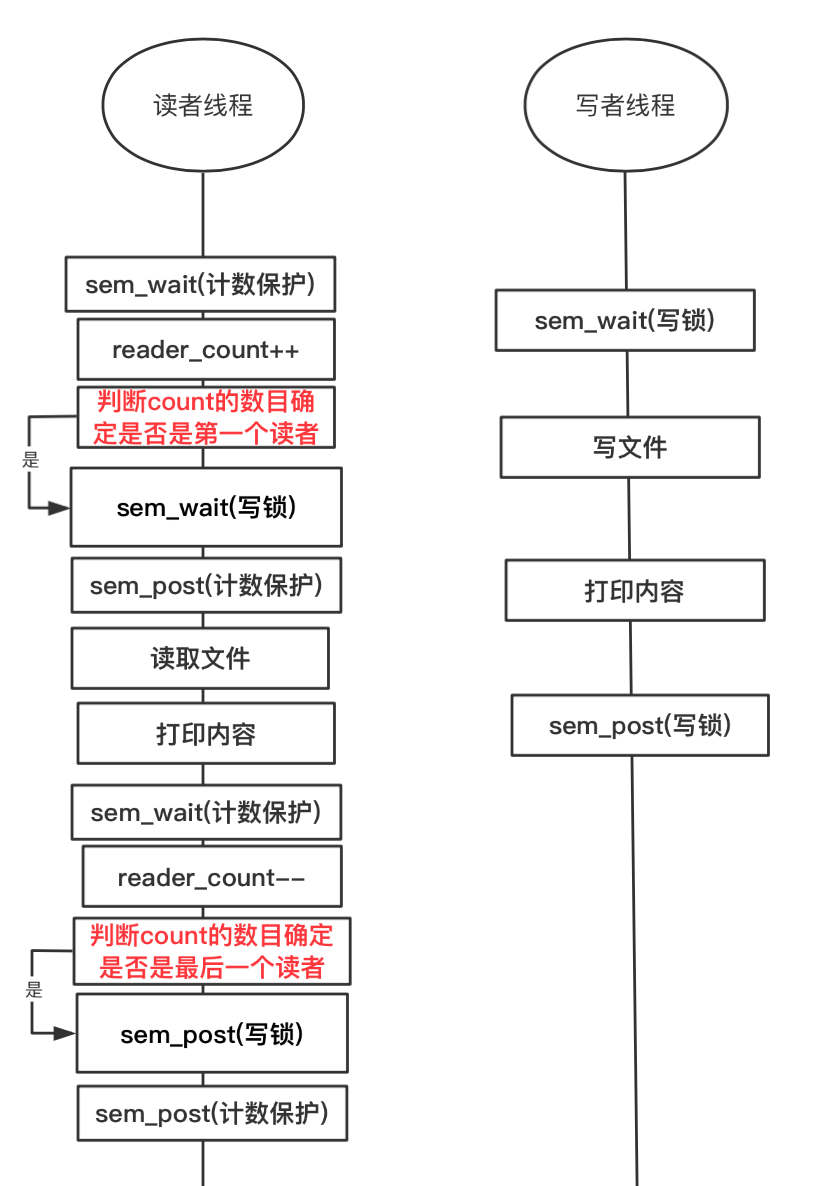 读者线程
sem_wait(计数保护)
reader_count++
判断count的数目确
定是否是第一个读者
是
sem_wait(写锁)
sem_post(计数保护)
读取文件
打印内容
sem_wait(计数保护)
reader_count--
判断count的数目确定
是否是最后一个读者
是
sem_post(写锁)
sem_post(计数保护)
写者线程
sem_wait(写锁)
写文件
打印内容
sem_post(写锁)